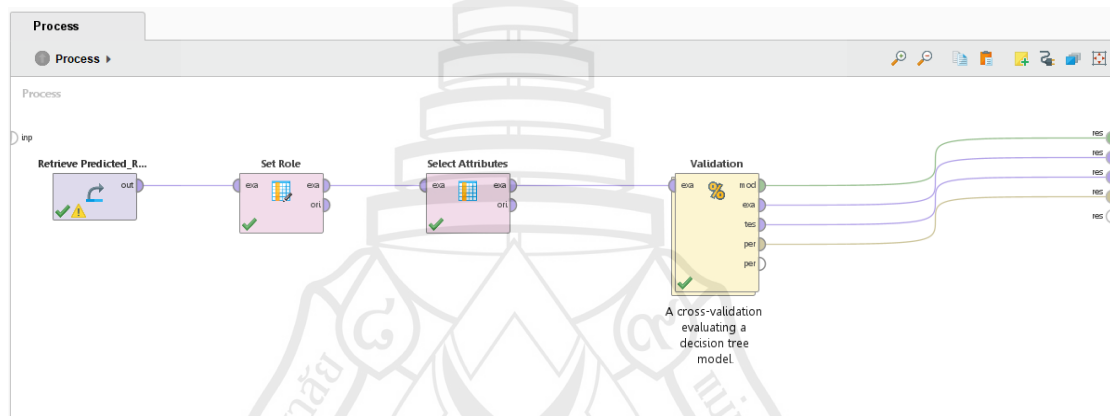 Process
Process
Process
inp
Retrieve Predicted_R...
out
Set Role
exa
exa
ori
Select Attributes
exa
exa
ori
Validation
exa
%
mod
exa
tes
per
per
A cross-validation
evaluating a
decision tree
model.
res
res
res
res
res